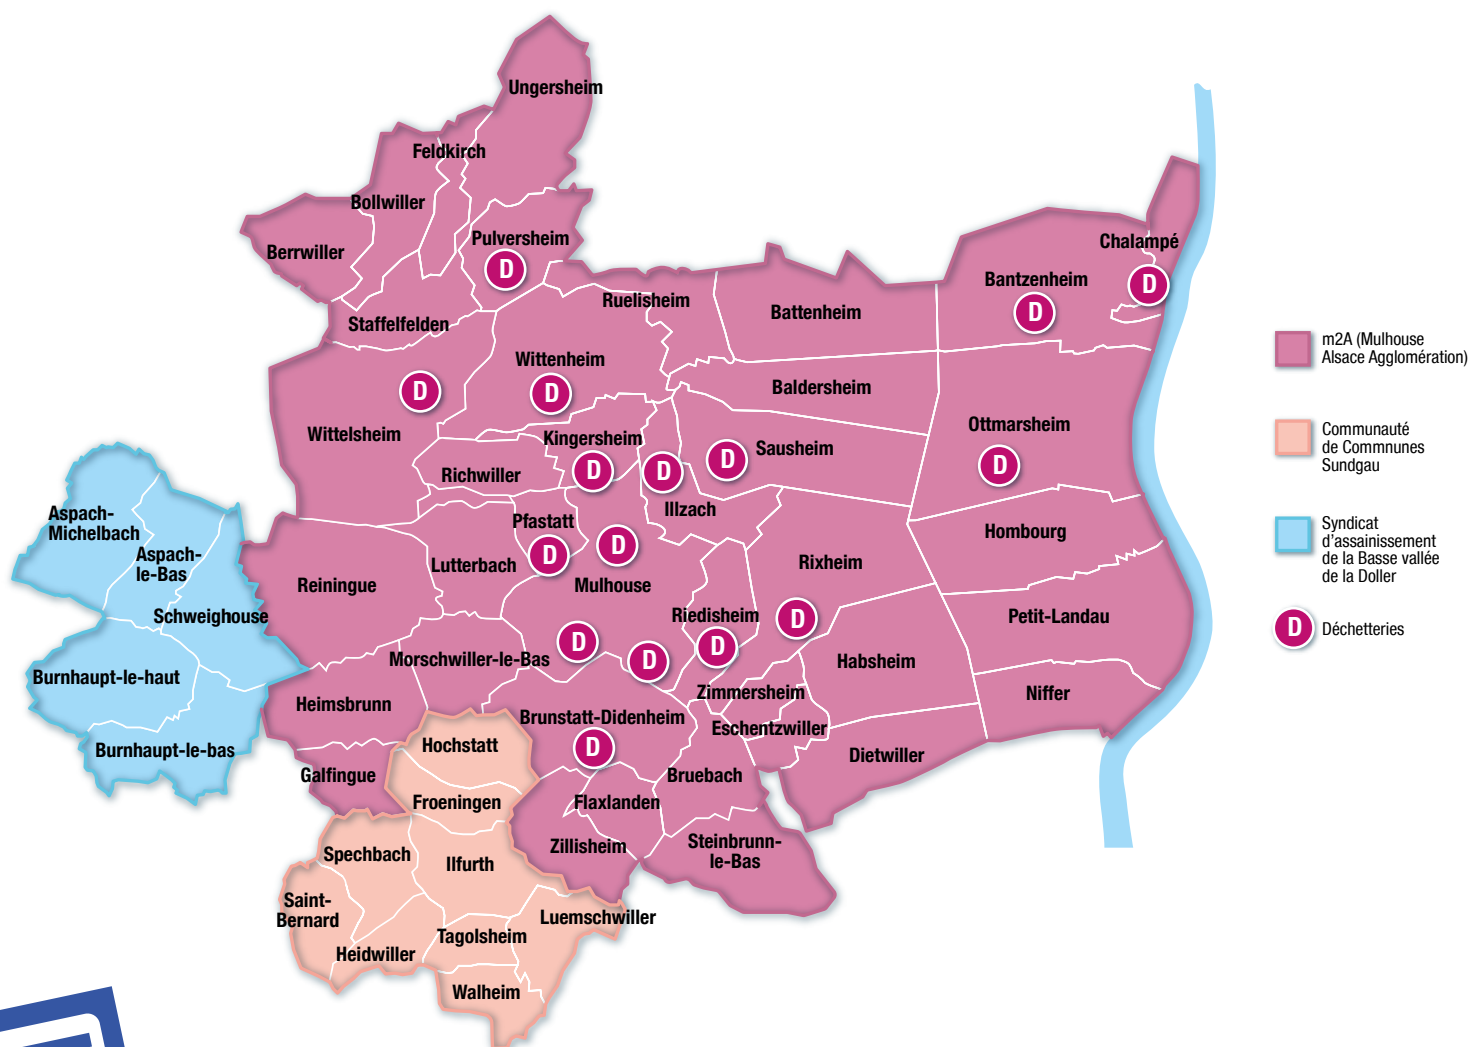 Ungersheim
Feldkirch
Bollwiller
Berrwiller
Pulversheim
D
Chalampé
D
Bantzenheim
D
Ruelisheim
Battenheim
Staffelfelden
Wittenheim
D
D
Baldersheim
Wittelsheim
Ottmarsheim
D
Kingersheim
D
D
D
Sausheim
Richwiller
Illzach
Pfastatt
D
D
Hombourg
Aspach-
Michelbach
Aspach-
le-Bas
Lutterbach
Reiningue
Mulhouse
Rixheim
D
Schweighouse
Riedisheim
D
Petit-Landau
D
D
Morschwiller-le-Bas
Habsheim
Burnhaupt-le-haut
Heimsbrunn
Zimmersheim
Niffer
Brunstatt-Didenheim
D
Eschentzwiller
Burnhaupt-le-bas
Hochstatt
Dietwiller
Galfingue
Bruebach
Froeningen
Flaxlanden
Zillisheim
Steinbrunn-
le-Bas
Spechbach
Ilfurth
Saint-
Bernard
Luemschwiller
Tagolsheim
Heidwiller
Walheim
m2A (Mulhouse
Alsace Agglomération)
Communauté
de Commnunes
Sundgau
Syndicat
d'assainissement
de la Basse vallée
de la Doller
D Déchetteries